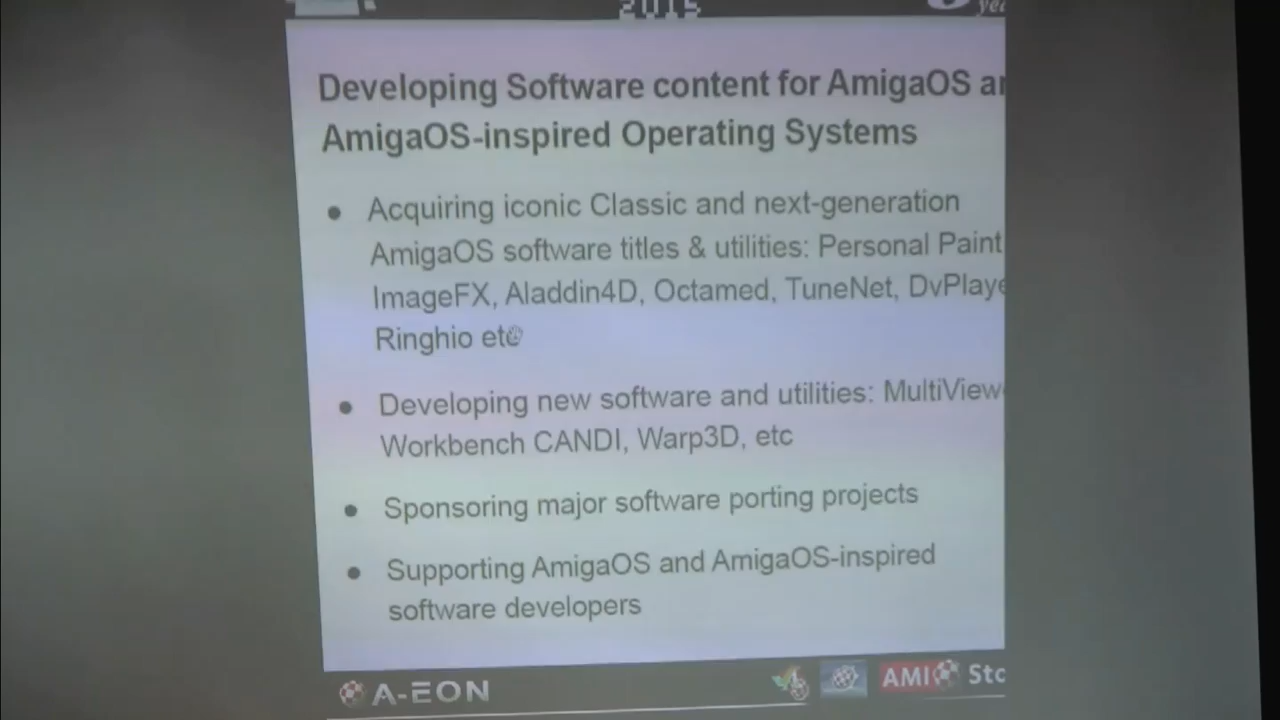 2015
Developing Software content for AmigaOS
AmigaOS-inspired Operating Systems
● Acquiring iconic Classic and next-generation
AmigaOS software titles & utilities: Personal Paint
ImageFX, Aladdin4D, Octamed, TuneNet, DvPlaye
Ringhio etc
● Developing new software and utilities: MultiView
Workbench CANDI, Warp3D, etc
● Sponsoring major software porting projects
● Supporting AmigaOS and AmigaOS-inspired
software developers
A-EON
AMI Sto